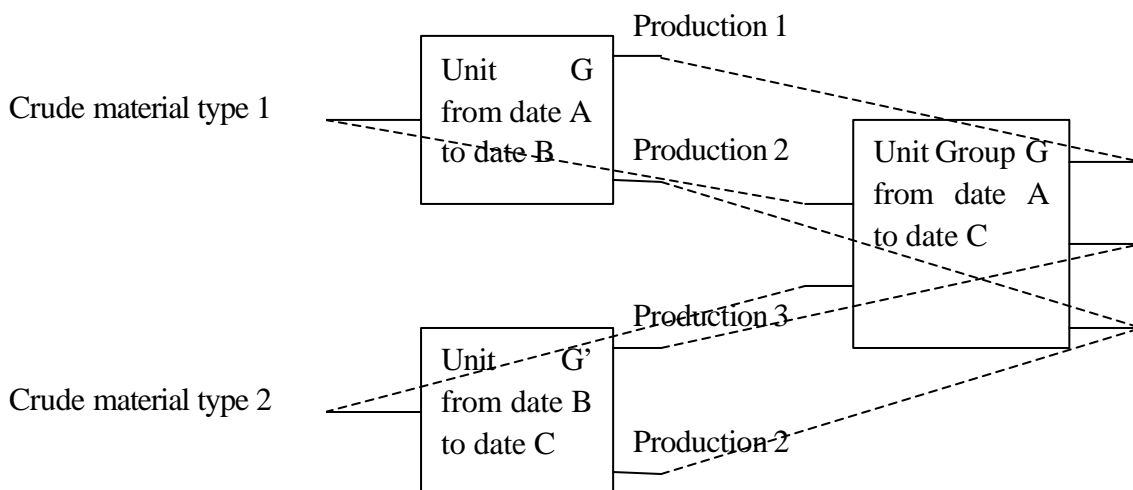 Production 1
Unit G
from date A
to date B
Crude material type 1
Production 2
Unit Group G
from date A
to date C
Production 3
Unit G’
from date B
to date C
Crude material type 2
Production 2